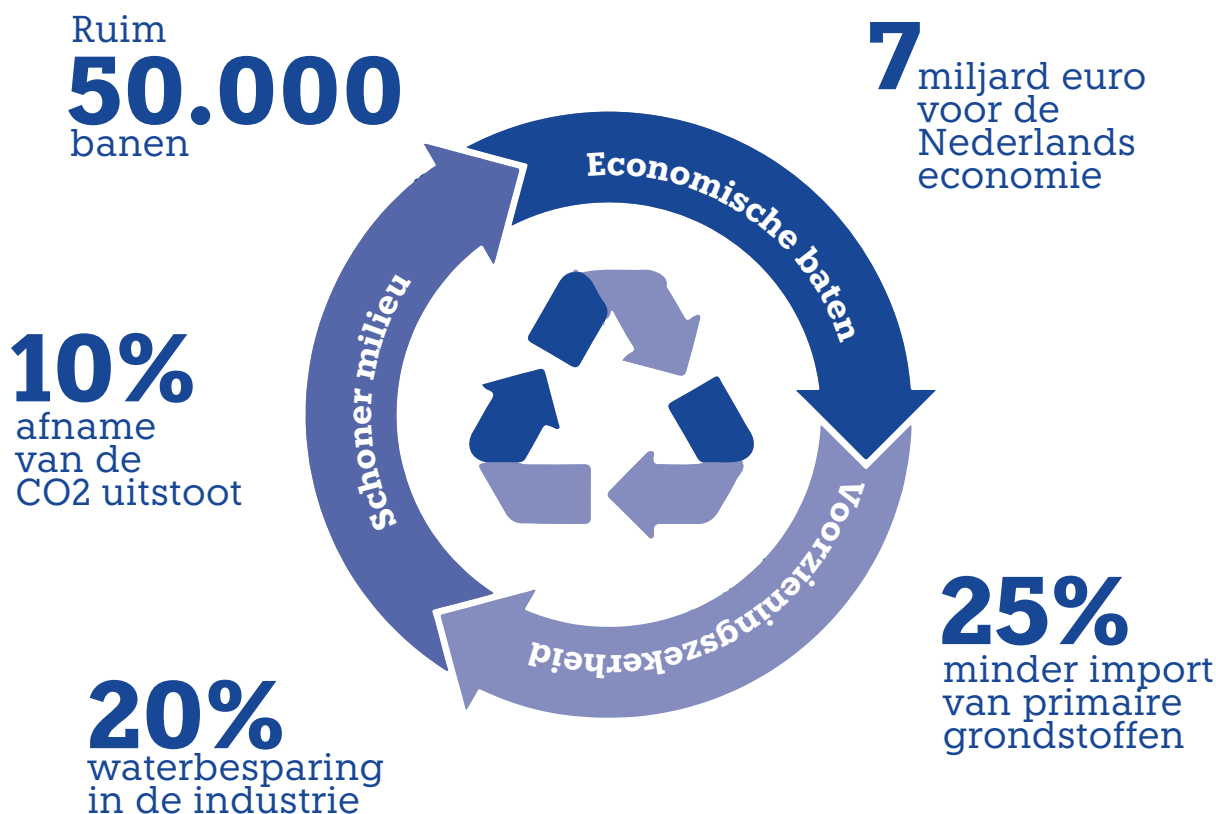 Ruim
50.000
banen
7 miljard euro
voor de
Nederlands
economie
Economische baten
Schoner milieu
Voorzieningszekerheid
10%
afname
van de
CO2 uitstoot
25%
minder import
van primaire
grondstoffen
20%
waterbesparing
in de industrie